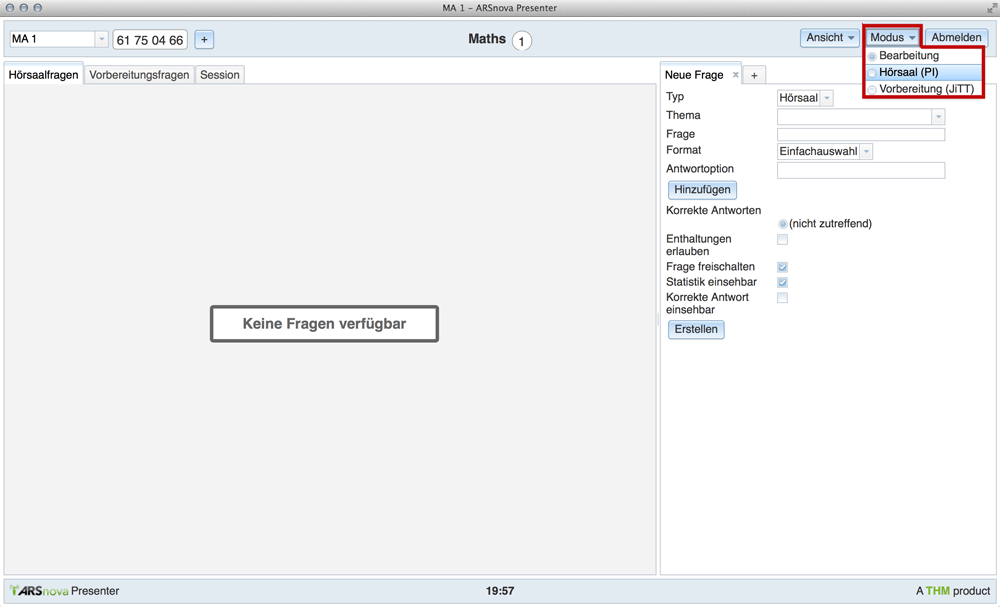 MA 1 – ARSnova Presenter
MA 1 61 75 04 66 + Maths 1 Ansicht Modus Abmelden
Bearbeitung
Hörsaal (PI)
Vorbereitung (JiTT)
Hörsaalfragen Vorbereitungsfragen Session
Neue Frage × +
Typ Hörsaal
Thema
Frage
Format Einfachauswahl
Antwortoption
Hinzufügen
Korrekte Antworten
(nicht zutreffend)
Enthaltungen
erlauben
Frage freischalten
Statistik einsehbar
Korrekte Antwort
einsehbar
Erstellen
Keine Fragen verfügbar
ARSnova Presenter 19:57 A THM product